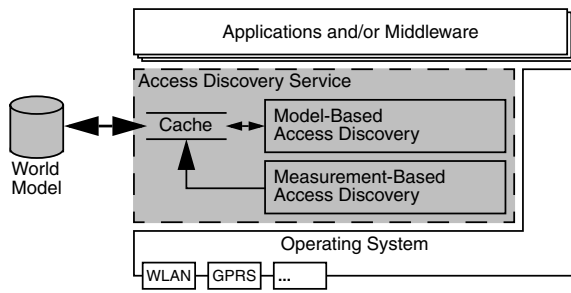 Applications and/or Middleware
Access Discovery Service
Cache
Model-Based
Access Discovery
World
Model
Measurement-Based
Access Discovery
Operating System
WLAN
GPRS
...